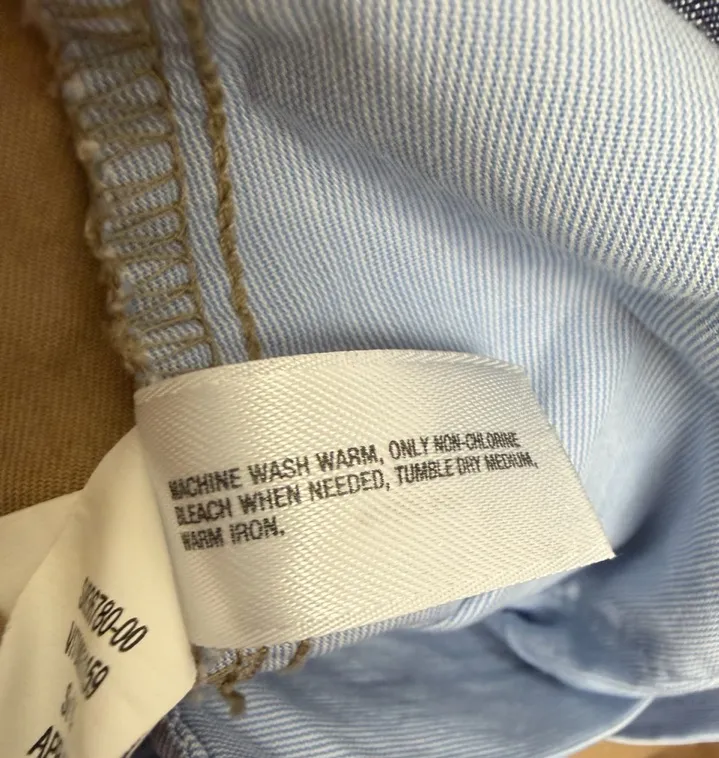 MACHINE WASH WARM, ONLY NON-CHLORINE
BLEACH WHEN NEEDED, TUMBLE DRY MEDIUM,
WARM IRON.